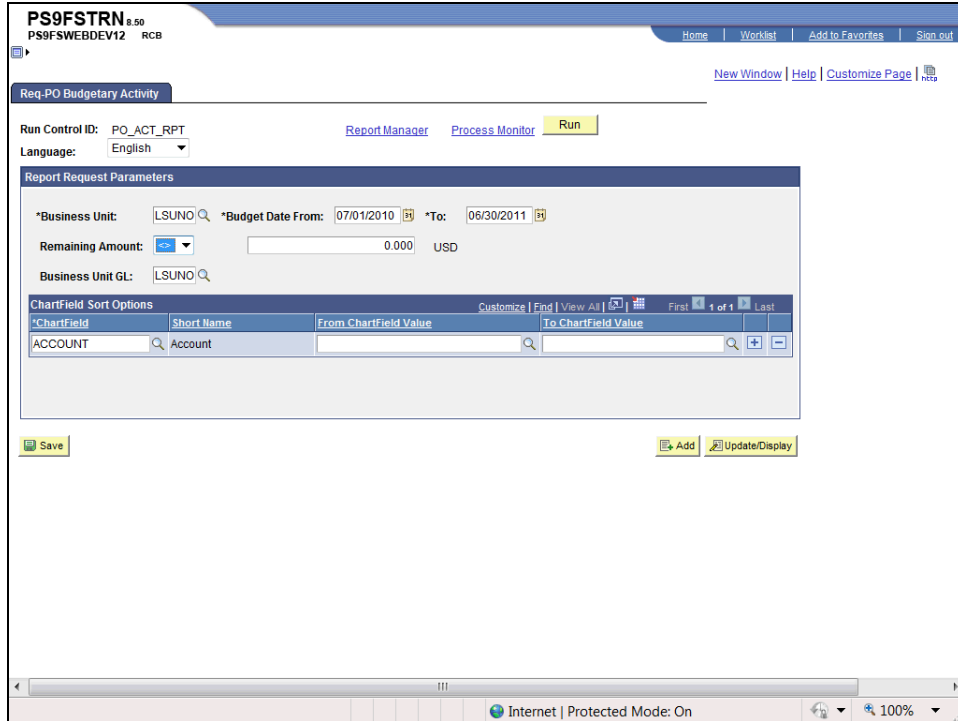 PS9FSTRN 8.50
PS9FSWEBDEV12 RCB
Home | Worklist | Add to Favorites | Sign out
New Window | Help | Customize Page | http
Req-PO Budgetary Activity
Run Control ID: PO_ACT_RPT Report Manager Process Monitor Run
Language: English
Report Request Parameters
*Business Unit: LSUNO *Budget Date From: 07/01/2010 31 *To: 06/30/2011 31
Remaining Amount: <> 0.000 USD
Business Unit GL: LSUNO
ChartField Sort Options Customize | Find | View All | First 1 of 1 Last
*ChartField Short Name From ChartField Value To ChartField Value
ACCOUNT Account
Save Add Update/Display
Internet | Protected Mode: On 100%